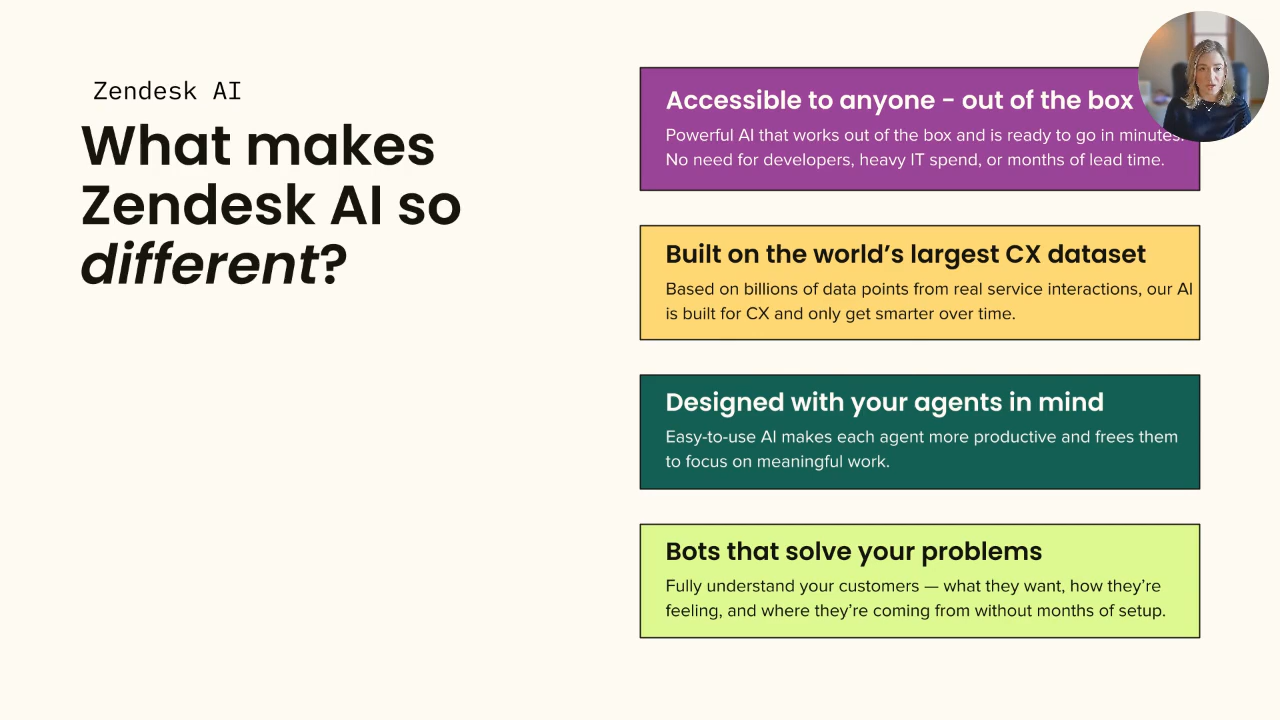 Zendesk AI
What makes
Zendesk AI so
different?
Accessible to anyone - out of the box
Powerful AI that works out of the box and is ready to go in minutes.
No need for developers, heavy IT spend, or months of lead time.
Built on the world’s largest CX dataset
Based on billions of data points from real service interactions, our AI
is built for CX and only get smarter over time.
Designed with your agents in mind
Easy-to-use AI makes each agent more productive and frees them
to focus on meaningful work.
Bots that solve your problems
Fully understand your customers — what they want, how they’re
feeling, and where they’re coming from without months of setup.